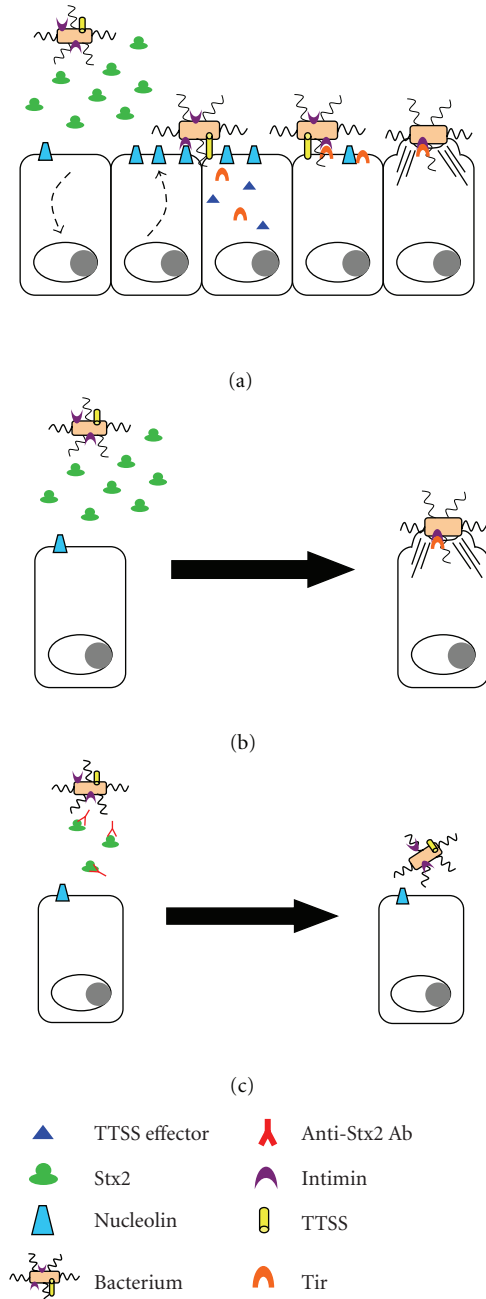 (a)
(b)
(c)
TTSS effector
Anti-Stx2 Ab
Stx2
Intimin
Nucleolin
TTSS
Bacterium
Tir